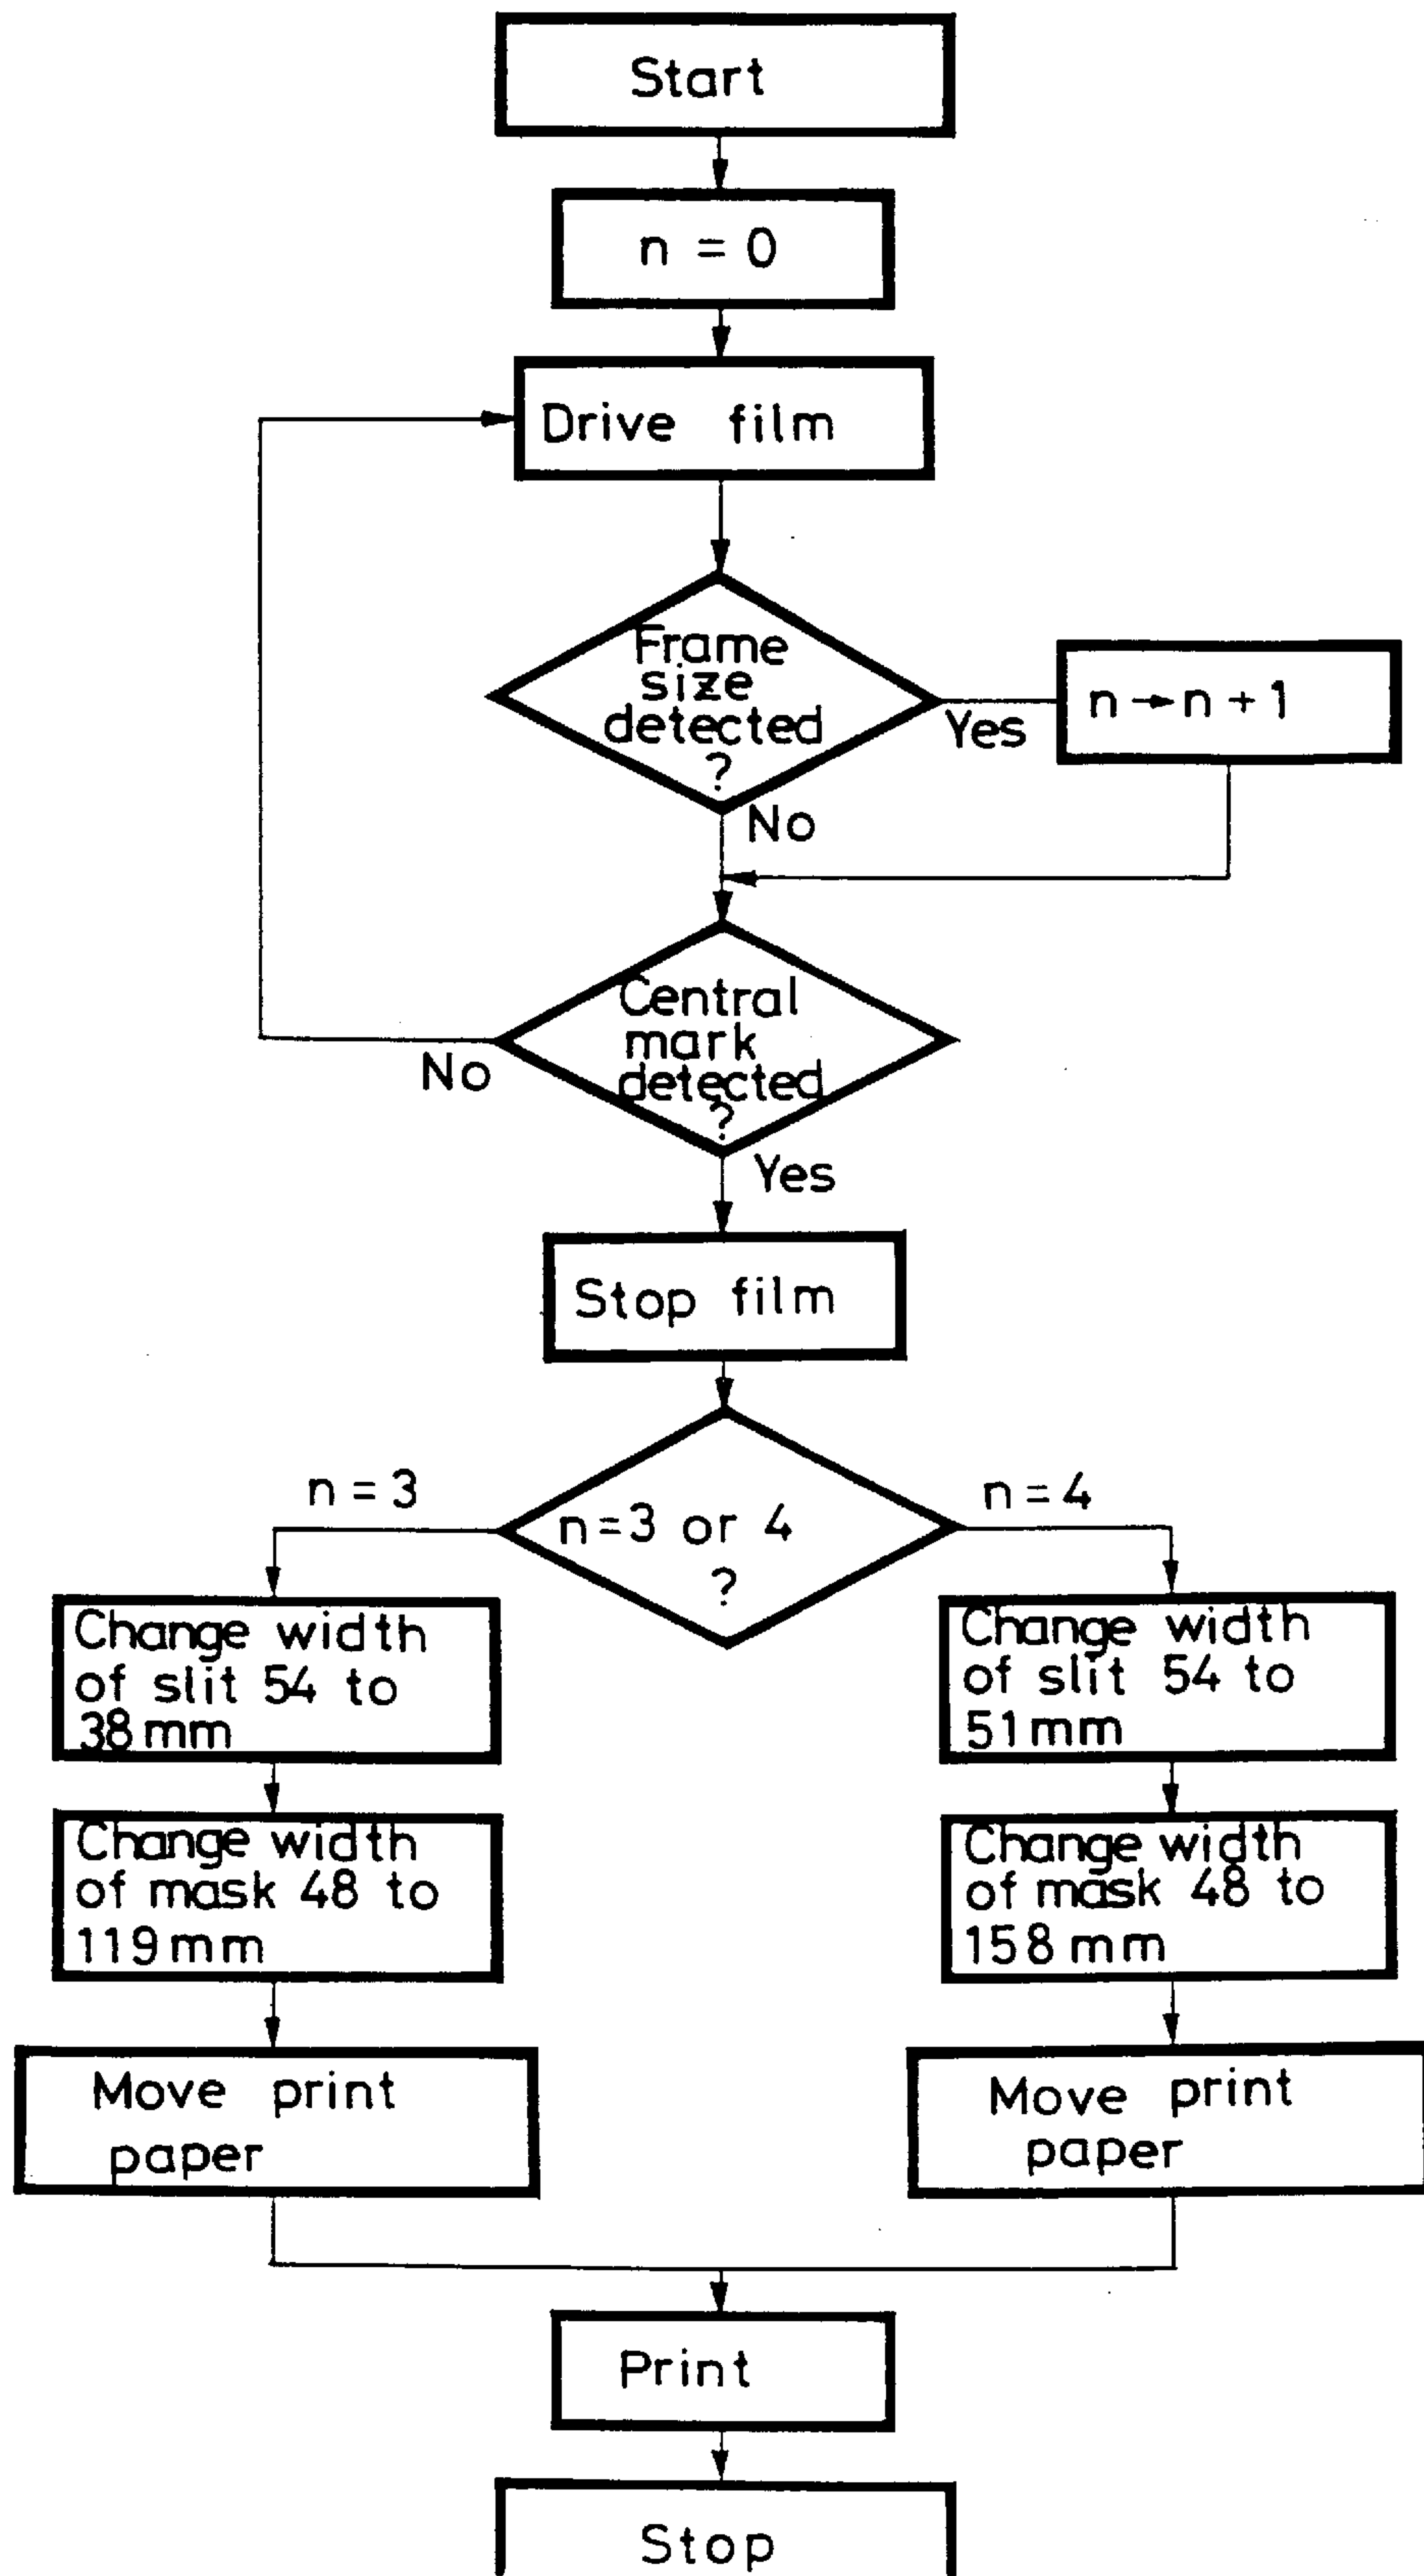 Start
n = 0
Drive film
Frame
size
detected
?
Yes
n → n + 1
No
Central
mark
detected
?
No
Yes
Stop film
n = 3
n=3 or 4
?
n = 4
Change width
of slit 54 to
38 mm
Change width
of slit 54 to
51 mm
Change width
of mask 48 to
119 mm
Change width
of mask 48 to
158 mm
Move print
paper
Move print
paper
Print
Stop